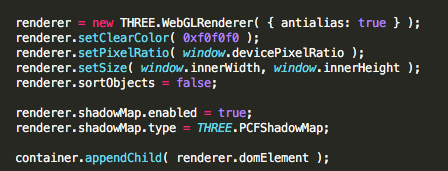 renderer = new THREE.WebGLRenderer( { antialias: true } );
renderer.setClearColor( 0xf0f0f0 );
renderer.setPixelRatio( window.devicePixelRatio );
renderer.setSize( window.innerWidth, window.innerHeight );
renderer.sortObjects = false;

renderer.shadowMap.enabled = true;
renderer.shadowMap.type = THREE.PCFShadowMap;

container.appendChild( renderer.domElement );